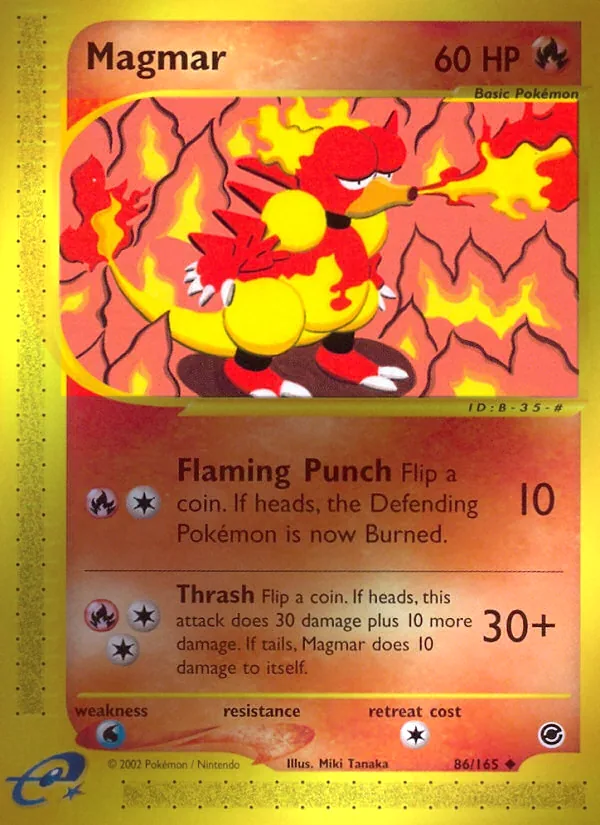 Magmar 60 HP
Basic Pokémon
ID:B-35-#
Flaming Punch Flip a
coin. If heads, the Defending
Pokémon is now Burned.
10
Thrash Flip a coin. If heads, this
attack does 30 damage plus 10 more
damage. If tails, Magmar does 10
damage to itself.
30+
weakness resistance retreat cost
© 2002 Pokémon / Nintendo Illus. Miki Tanaka 86/165
e